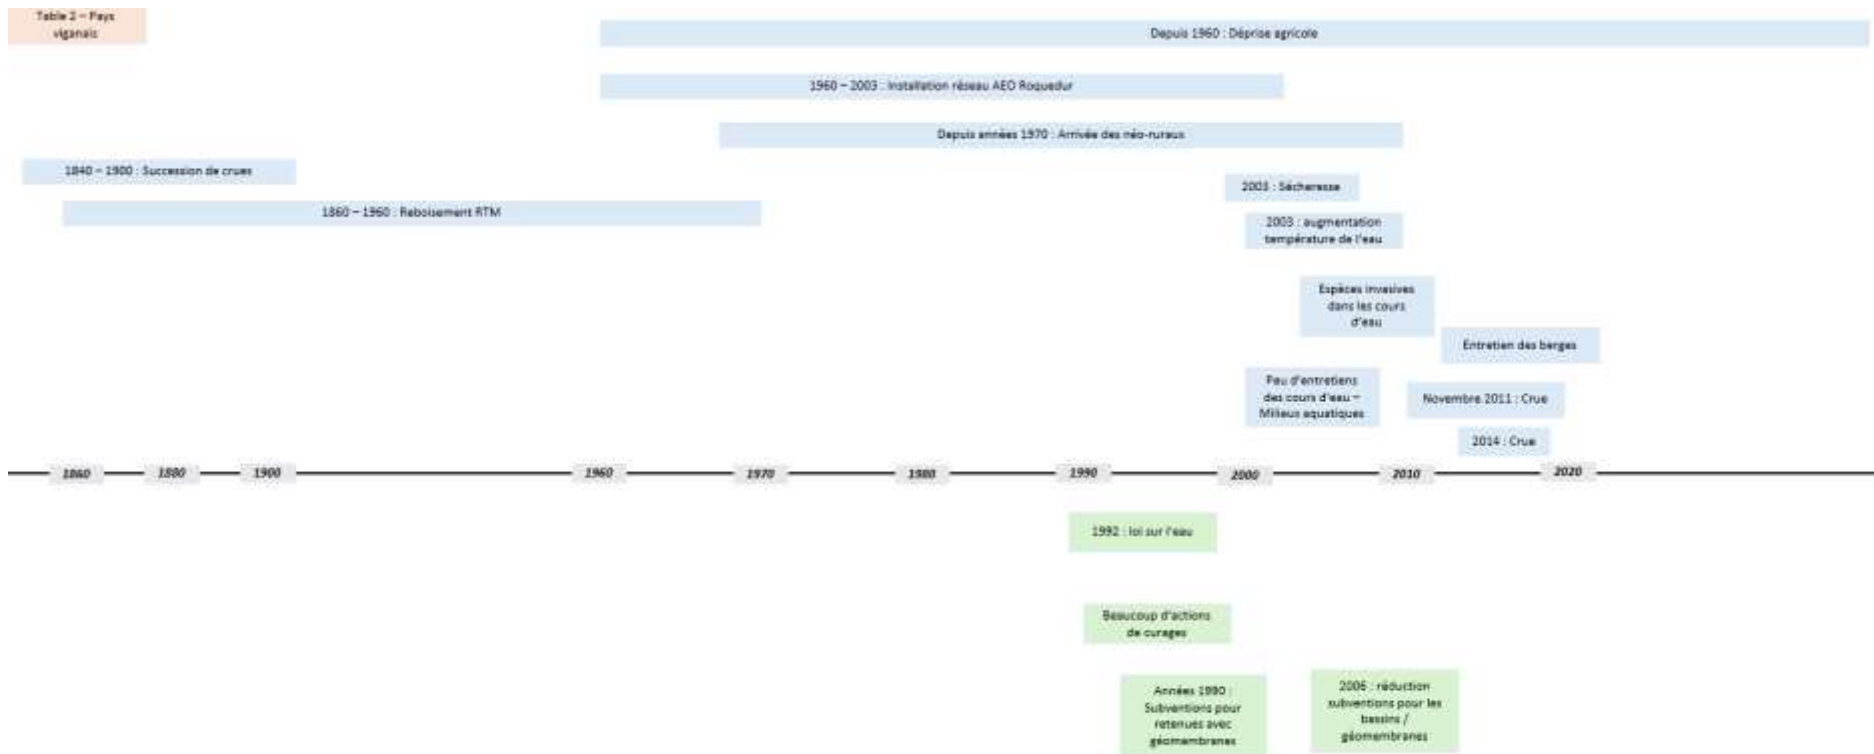 Table 2 – Pays
viganais
Depuis 1960 : Déprise agricole
1960 – 2003 : Installation réseau AEO Roquedur
Depuis années 1970 : Arrivée des néo-ruraux
1840 – 1900 : Succession de crues
2003 : Sécheresse
1860 – 1960 : Reboisement RTM
2003 : augmentation
température de l'eau
Espèces invasives
dans les cours
d'eau
Entretien des berges
Peu d'entretiens
des cours d'eau –
Milieux aquatiques
Novembre 2011 : Crue
2014 : Crue
1860
1880
1900
1960
1970
1980
1990
2000
2010
2020
1992 : loi sur l'eau
Beaucoup d'actions
de curages
Années 1990 :
Subventions pour
retenues avec
géomembranes
2006 : réduction
subventions pour les
bassins /
géomembranes